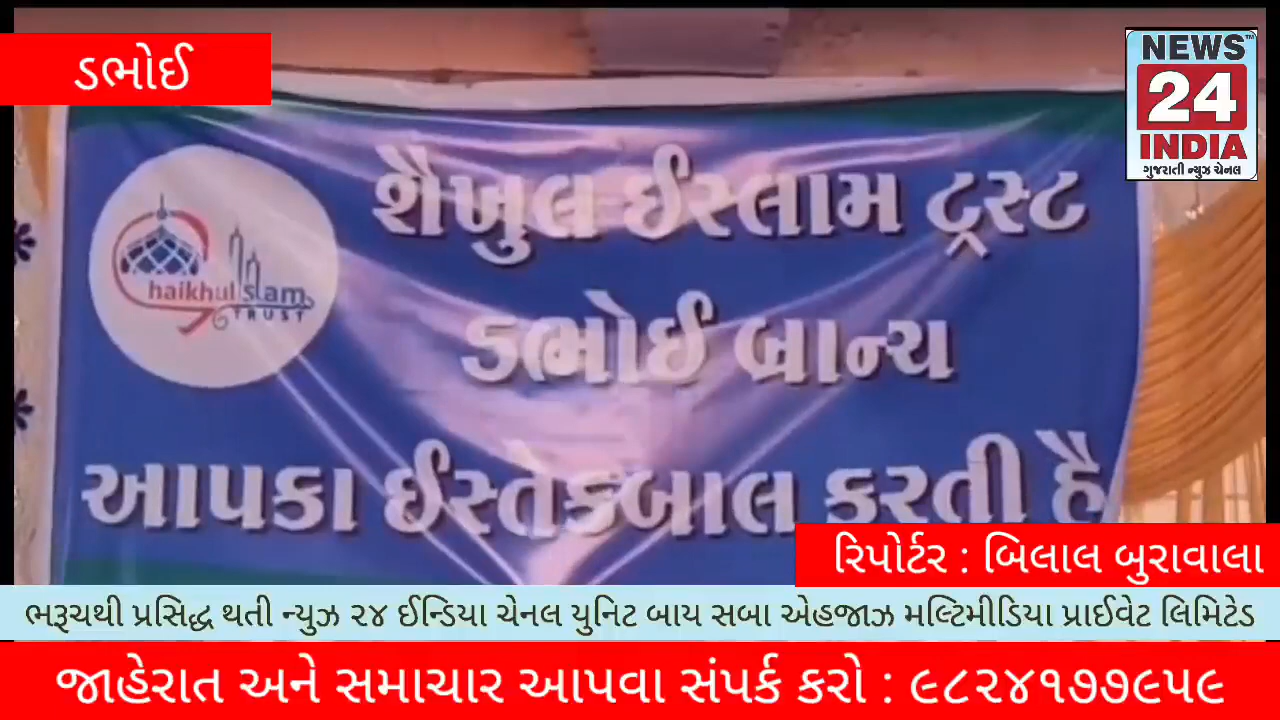 ડભોઈ
NEWS
24
INDIA
ગુજરાતી ન્યુઝ ચેનલ
શૈખુલ ઈસ્લામ ટ્રસ્ટ
haikhul Islam
TRUST
ડભોઈ બ્રાન્ચ
આપકા ઈસ્તેકબાલ કરતી હૈ
રિપોર્ટર : બિલાલ બુરાવાલા
ભરૂચથી પ્રસિદ્ધ થતી ન્યુઝ ૨૪ ઈન્ડિયા ચેનલ યુનિટ બાય સબા એહજાઝ મલ્ટિમીડિયા પ્રાઈવેટ લિમિટેડ
જાહેરાત અને સમાચાર આપવા સંપર્ક કરો : ૯૮૨૪૧૭૭૯૫૯